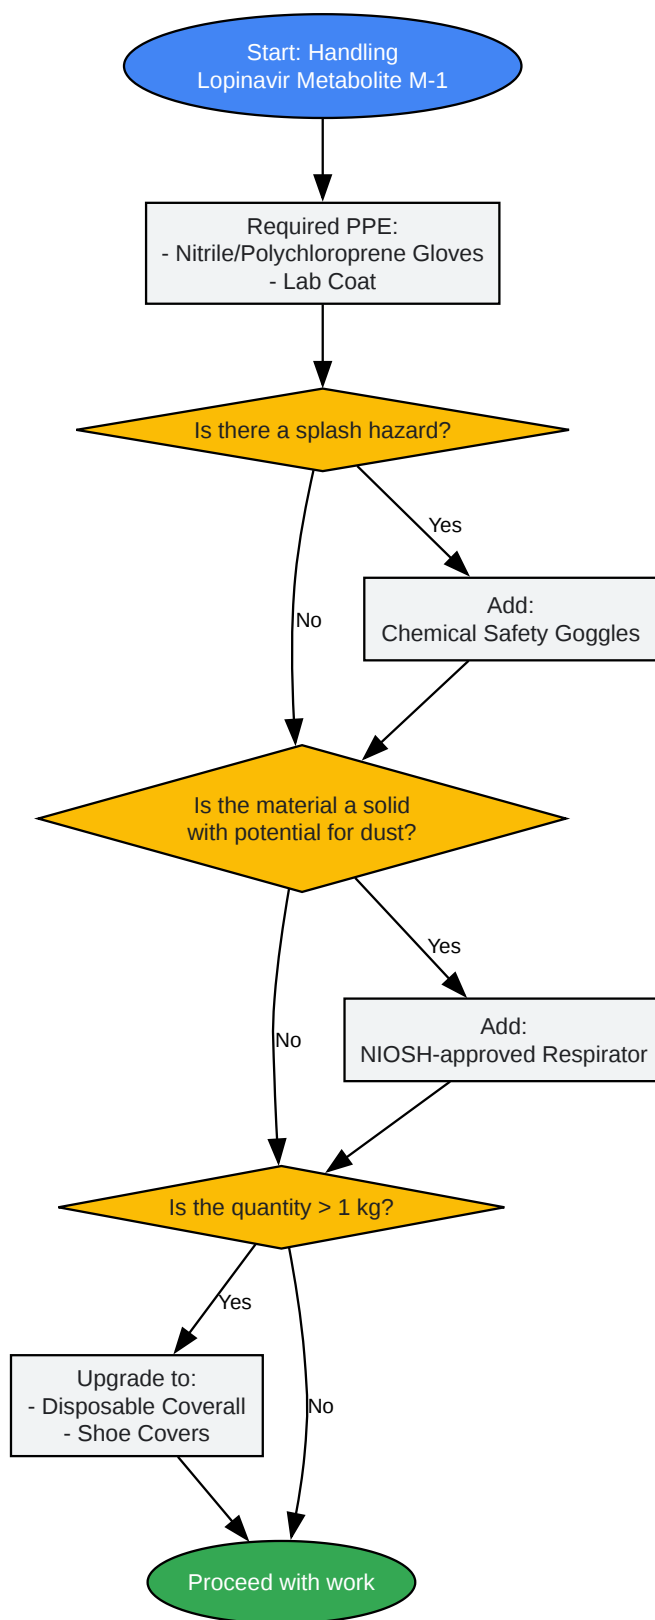 Start: Handling
Lopinavir Metabolite M-1
Required PPE:
- Nitrile/Polychloroprene Gloves
- Lab Coat
Is there a splash hazard?
Yes
No
Add:
Chemical Safety Goggles
Is the material a solid
with potential for dust?
Yes
No
Add:
NIOSH-approved Respirator
Is the quantity > 1 kg?
Yes
No
Upgrade to:
- Disposable Coverall
- Shoe Covers
Proceed with work